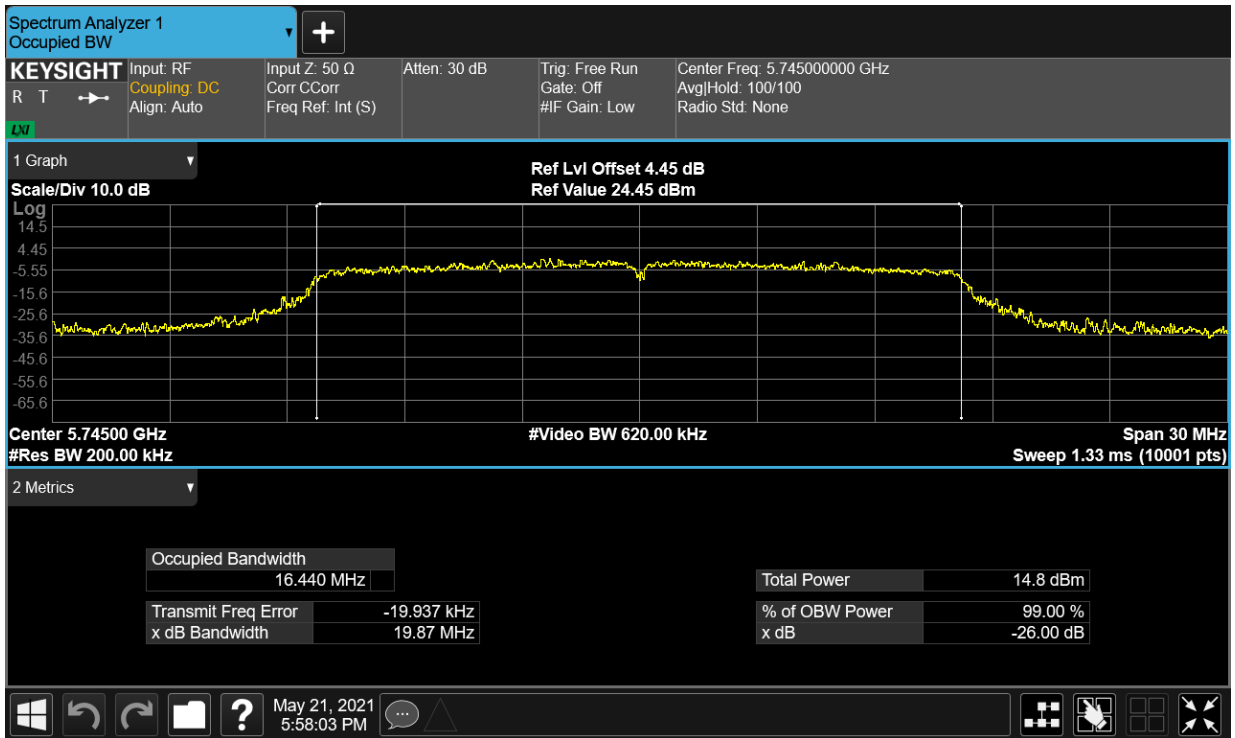 Spectrum Analyzer 1
Occupied BW
KEYSIGHT
R T
LXI
Input: RF
Coupling: DC
Align: Auto
Input Z: 50 Ω
Corr CCorr
Freq Ref: Int (S)
Atten: 30 dB
Trig: Free Run
Gate: Off
#IF Gain: Low
Center Freq: 5.745000000 GHz
Avg|Hold: 100/100
Radio Std: None
1 Graph
Scale/Div 10.0 dB
Ref Lvl Offset 4.45 dB
Ref Value 24.45 dBm
Log
14.5
4.45
-5.55
-15.6
-25.6
-35.6
-45.6
-55.6
-65.6
Center 5.74500 GHz
#Video BW 620.00 kHz
Span 30 MHz
#Res BW 200.00 kHz
Sweep 1.33 ms (10001 pts)
2 Metrics
Occupied Bandwidth
16.440 MHz
Total Power 14.8 dBm
Transmit Freq Error -19.937 kHz
% of OBW Power 99.00 %
x dB Bandwidth 19.87 MHz
x dB -26.00 dB
?
May 21, 2021
5:58:03 PM